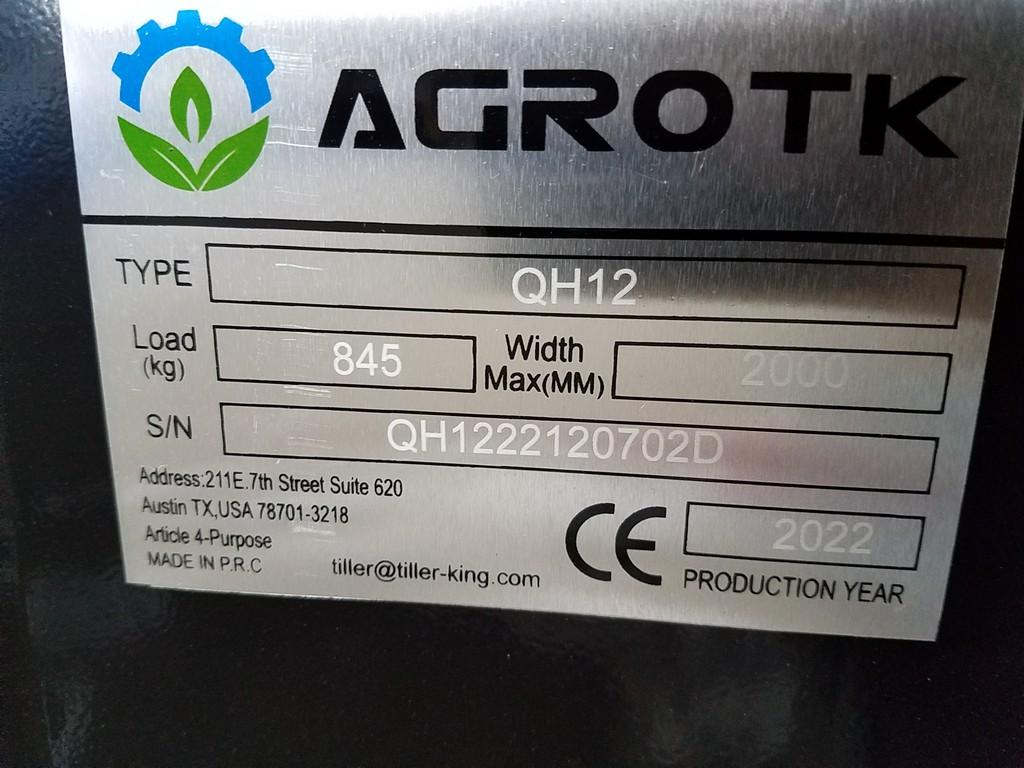 AGROTK
TYPE QH12
Load (kg) 845 Width Max(MM) 2000
S/N QH1222120702D
Address:211E.7th Street Suite 620
Austin TX,USA 78701-3218
Article 4-Purpose
MADE IN P.R.C
tiller@tiller-king.com
CE
2022
PRODUCTION YEAR